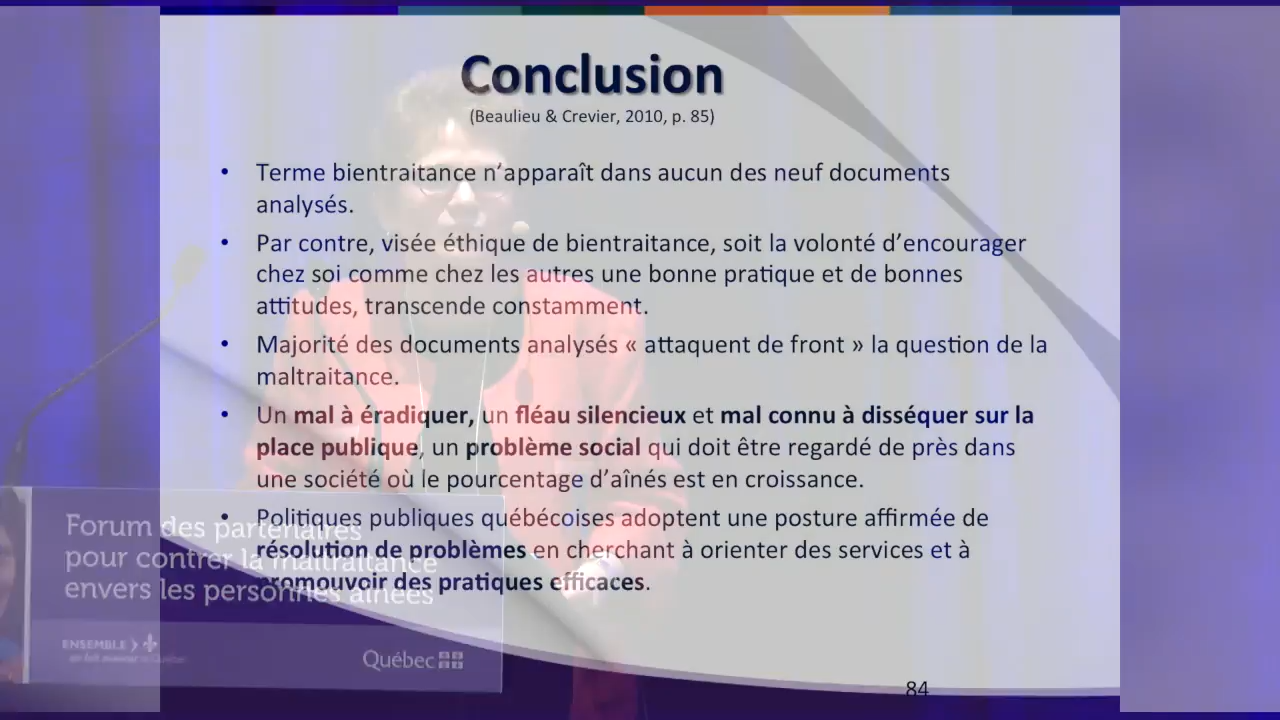 Conclusion
(Beaulieu & Crevier, 2010, p. 85)
• Terme bientraitance n’apparaît dans aucun des neuf documents
analysés.
• Par contre, visée éthique de bientraitance, soit la volonté d’encourager
chez soi comme chez les autres une bonne pratique et de bonnes
attitudes, transcende constamment.
• Majorité des documents analysés « attaquent de front » la question de la
maltraitance.
• Un mal à éradiquer, un fléau silencieux et mal connu à disséquer sur la
place publique, un problème social qui doit être regardé de près dans
une société où le pourcentage d’aînés est en croissance.
• Politiques publiques québécoises adoptent une posture affirmée de
résolution de problèmes en cherchant à orienter des services et à
promouvoir des pratiques efficaces.
84
Forum des partenaires
pour contrer la maltraitance
envers les personnes aînées
ENSEMBLE
Québec